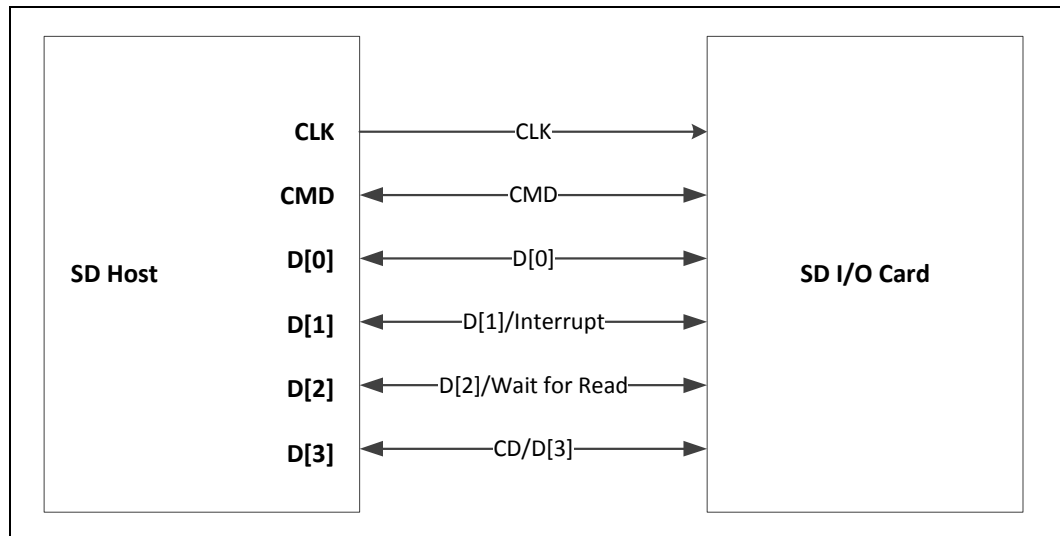 CLK CLK
CMD CMD
D[0] D[0]
SD Host SD I/O Card
D[1] D[1]/Interrupt
D[2] D[2]/Wait for Read
D[3] CD/D[3]